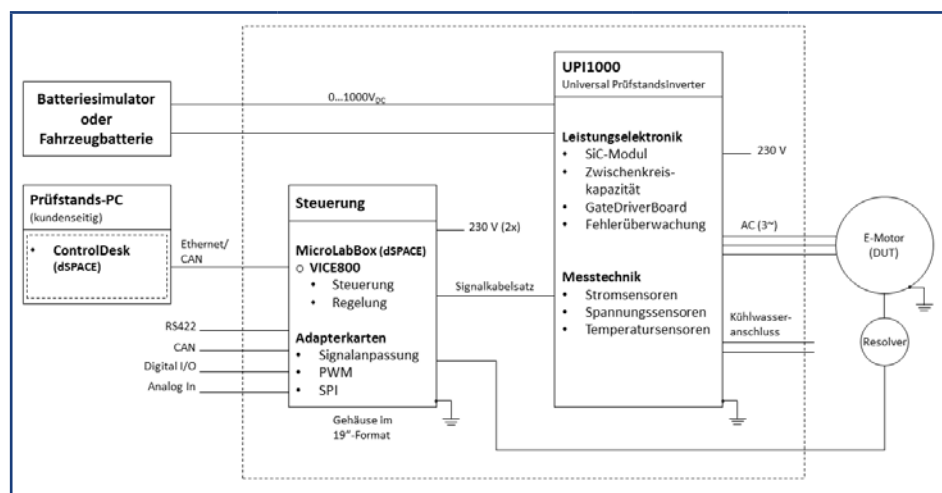 Batteriesimulator
oder
Fahrzeugbatterie
0...1000V_DC
UPI1000
Universal Prüfstandsinverter
Leistungselektronik
• SiC-Modul
• Zwischenkreis-
kapazität
• GateDriverBoard
• Fehlerüberwachung
Messtechnik
• Stromsensoren
• Spannungssensoren
• Temperatursensoren
230 V
AC (3~)
E-Motor
(DUT)
Kühlwasser-
anschluss
Resolver
Prüfstands-PC
(kundenseitig)
• ControlDesk
(dSPACE)
Ethernet/
CAN
Steuerung
MicroLabBox (dSPACE)
○ VICE800
• Steuerung
• Regelung
Adapterkarten
• Signalanpassung
• PWM
• SPI
230 V (2x)
Signalkabelsatz
RS422
CAN
Digital I/O
Analog In
Gehäuse im
19"-Format